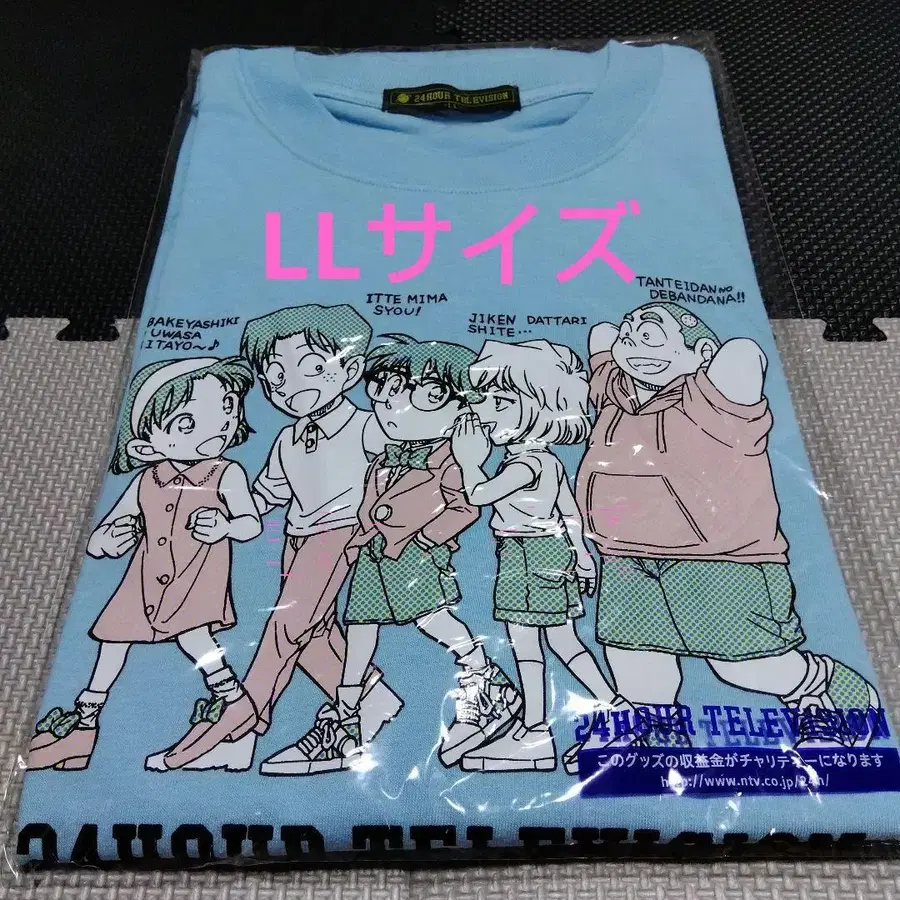 24HOUR TELEVISION
LL
LLサイズ
TANTEIDAN NO
DEBANDANA!!
ITTE MIMA
SYOU!
JIKEN DATTARI
SHITE...
BAKEYASHIKI
UWASA
ITAYO~♪
24HOUR TELEVISION
このグッズの収益金がチャリティーになります
http://www.ntv.co.jp/24h/
24HOUR TELEVISION